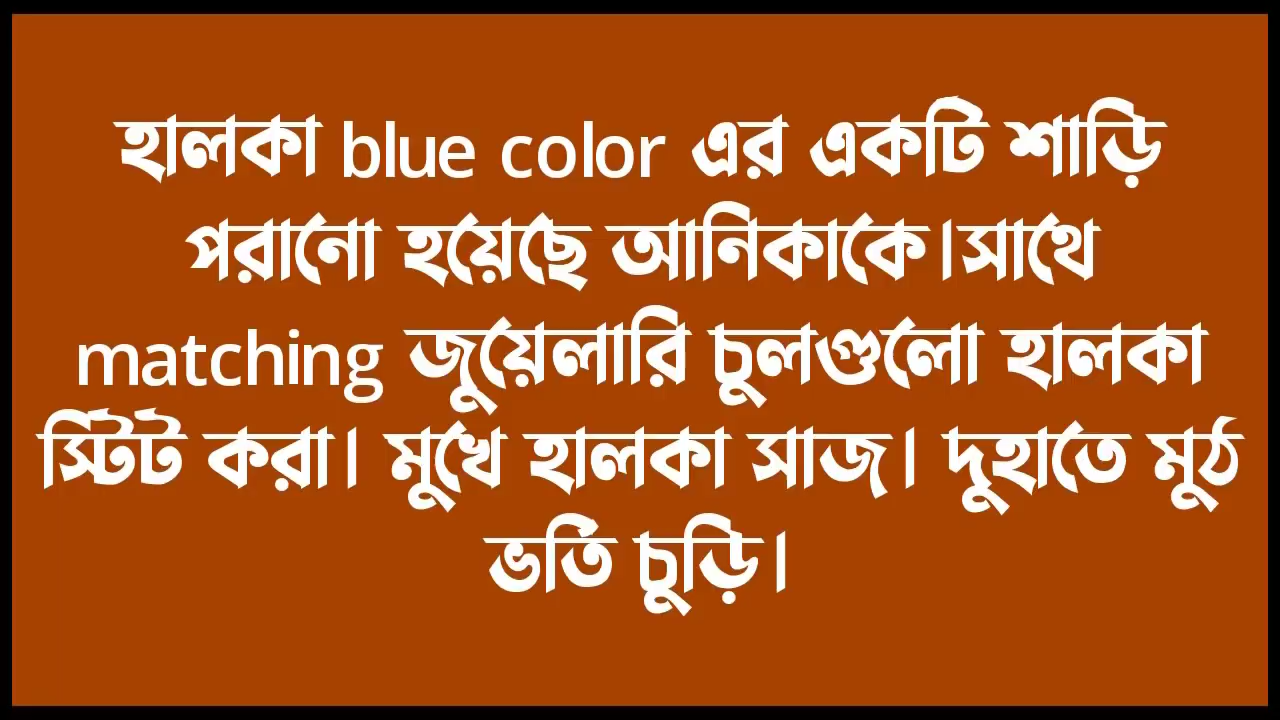 হালকা blue color এর একটি শাড়ি
পরানো হয়েছে আনিকাকে।সাথে
matching জুয়েলারি চুলগুলো হালকা
স্টিট করা। মুখে হালকা সাজ। দুহাতে মুঠ
ভর্তি চুড়ি।